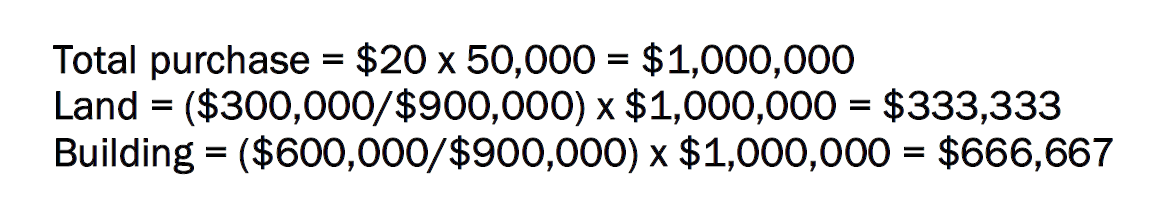 Total purchase = $20 x 50,000 = $1,000,000
Land = ($300,000/$900,000) x $1,000,000 = $333,333
Building = ($600,000/$900,000) x $1,000,000 = $666,667